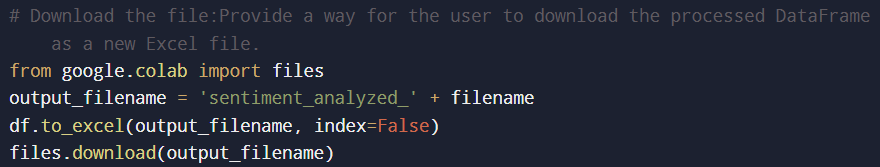 # Download the file:Provide a way for the user to download the processed DataFrame
as a new Excel file.
from google.colab import files
output_filename = 'sentiment_analyzed_' + filename
df.to_excel(output_filename, index=False)
files.download(output_filename)